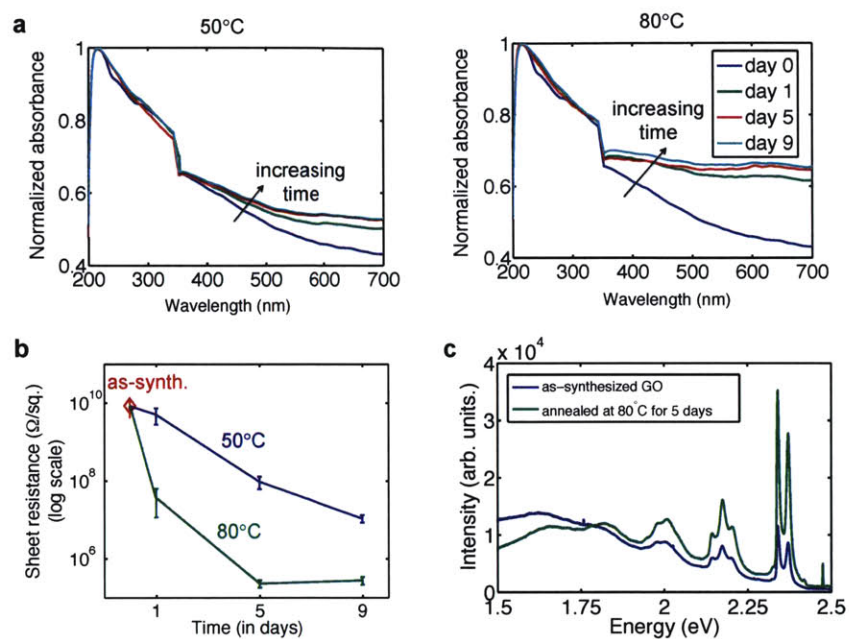 a
50°C
Normalized absorbance
1
0.8
0.6
0.4
increasing
time
200 300 400 500 600 700
Wavelength (nm)
80°C
Normalized absorbance
1
0.8
0.6
0.4
increasing
time
day 0
day 1
day 5
day 9
200 300 400 500 600 700
Wavelength (nm)
b
Sheet resistance (Ω/sq.)
(log scale)
as-synth.
10^10
10^8
10^6
50°C
80°C
1 5 9
Time (in days)
c
Intensity (arb. units.)
4 x 10^4
3
2
1
0
as-synthesized GO
annealed at 80°C for 5 days
1.5 1.75 2 2.25 2.5
Energy (eV)